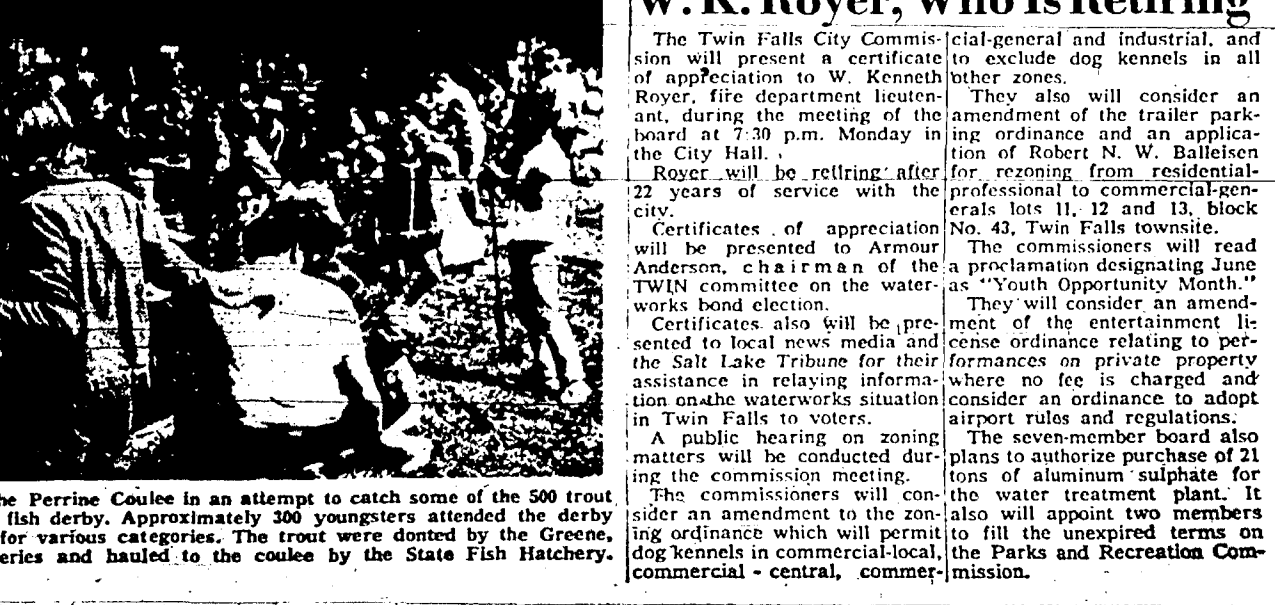 W. K. Royer, Who Is Retiring
The Twin Falls City Commis-
sion will present a certificate
of appreciation to W. Kenneth
Royer, fire department lieuten-
ant, during the meeting of the
board at 7:30 p.m. Monday in
the City Hall.
Royer will be retiring after
22 years of service with the
city.
Certificates of appreciation
will be presented to Armour
Anderson, chairman of the
TWIN committee on the water-
works bond election.
Certificates also will be pre-
sented to local news media and
the Salt Lake Tribune for their
assistance in relaying informa-
tion on the waterworks situation
in Twin Falls to voters.
A public hearing on zoning
matters will be conducted dur-
ing the commission meeting.
The commissioners will con-
sider an amendment to the zon-
ing ordinance which will permit
dog kennels in commercial-local,
commercial - central, commer-
cial-general and industrial, and
to exclude dog kennels in all
other zones.
They also will consider an
amendment of the trailer park-
ing ordinance and an applica-
tion of Robert N. W. Balleisen
for rezoning from residential-
professional to commercial-gen-
erals lots 11, 12 and 13, block
No. 43, Twin Falls townsite.
The commissioners will read
a proclamation designating June
as "Youth Opportunity Month."
They will consider an amend-
ment of the entertainment li-
cense ordinance relating to per-
formances on private property
where no fee is charged and
consider an ordinance to adopt
airport rules and regulations.
The seven-member board also
plans to authorize purchase of 21
tons of aluminum sulphate for
the water treatment plant. It
also will appoint two members
to fill the unexpired terms on
the Parks and Recreation Com-
mission.
he Perrine Coulee in an attempt to catch some of the 500 trout
fish derby. Approximately 300 youngsters attended the derby
for various categories. The trout were donted by the Greene,
eries and hauled to the coulee by the State Fish Hatchery.